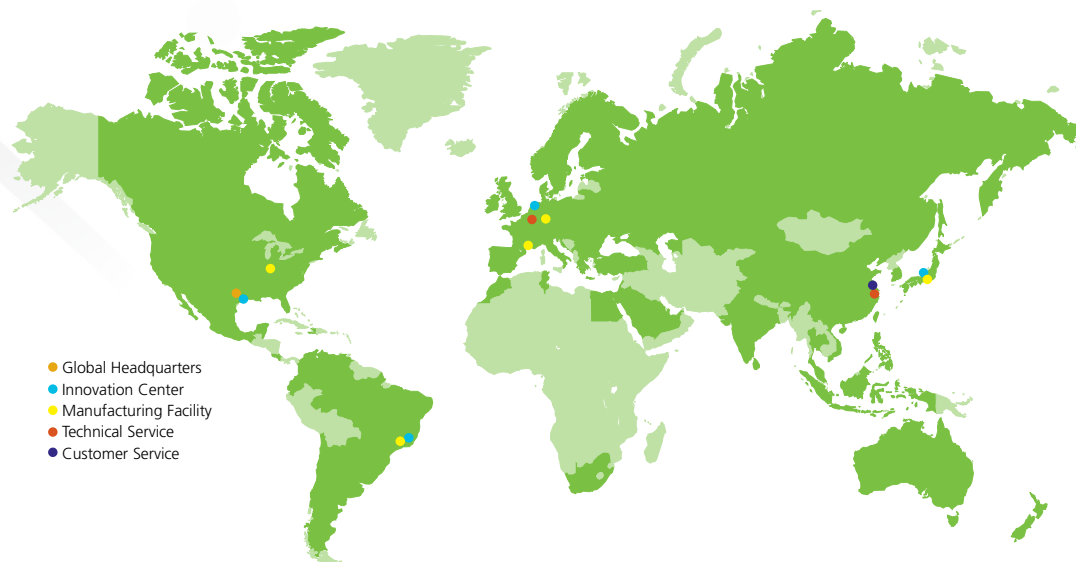 Global Headquarters
Innovation Center
Manufacturing Facility
Technical Service
Customer Service